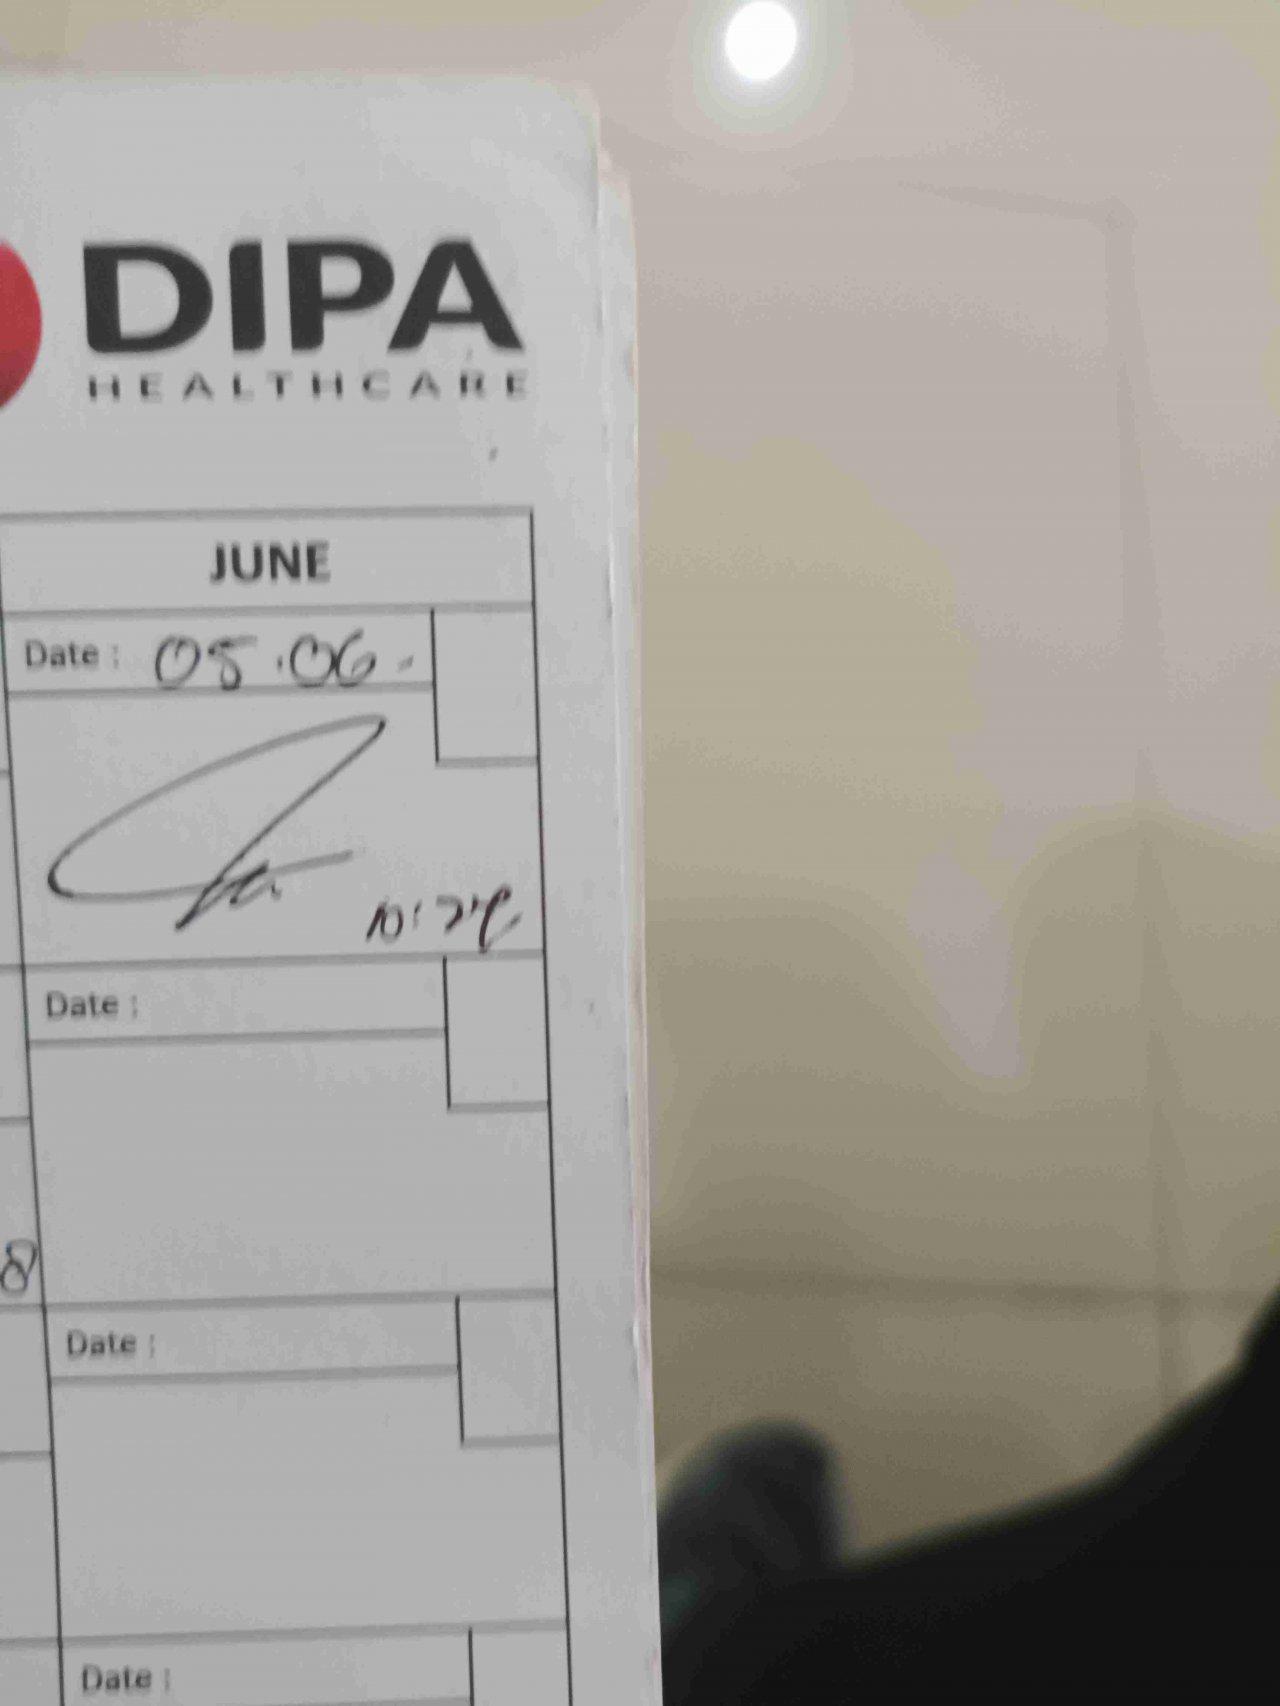 DIPA
HEALTHCARE
JUNE
Date : 05.06.
Date :
8
Date :
Date :